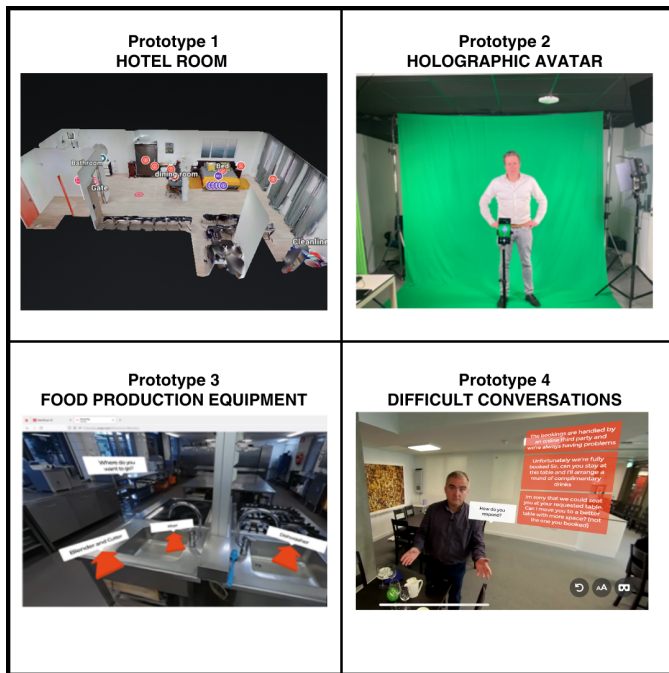 Prototype 1
HOTEL ROOM
Bathroom
Gate
dining room
Bed
Cleanline
Prototype 2
HOLOGRAPHIC AVATAR
Prototype 3
FOOD PRODUCTION EQUIPMENT
Where do you
want to go?
Blender and Cutter
Mixer
Dishwasher
Prototype 4
DIFFICULT CONVERSATIONS
The bookings are handled by
an online third party and
we're always having problems
Unfortunately we're fully
booked Sir, can you stay at
this table and I'll arrange a
round of complimentary
drinks
Im sorry that we could seat
you at your requested table.
Can I move you to a better
table with more space? (not
the one you booked)
How do you
respond?
AA